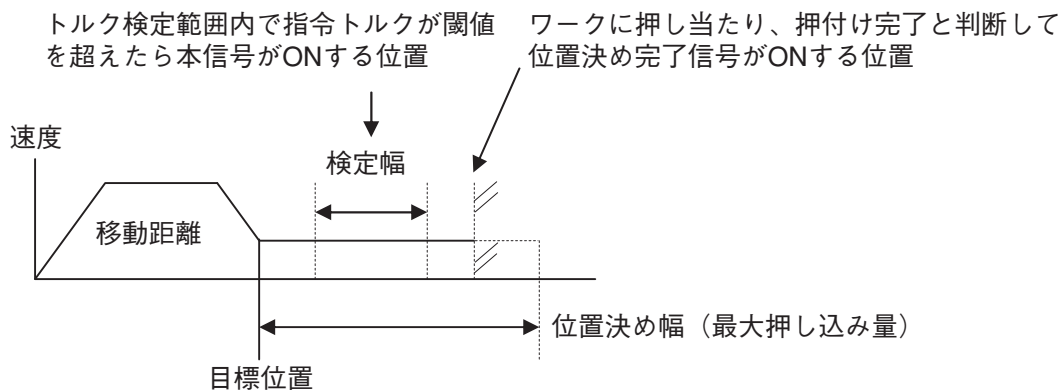 トルク検定範囲内で指令トルクが閾値
を超えたら本信号がONする位置
ワークに押し当たり、押付け完了と判断して
位置決め完了信号がONする位置
速度
検定幅
移動距離
位置決め幅（最大押し込み量）
目標位置